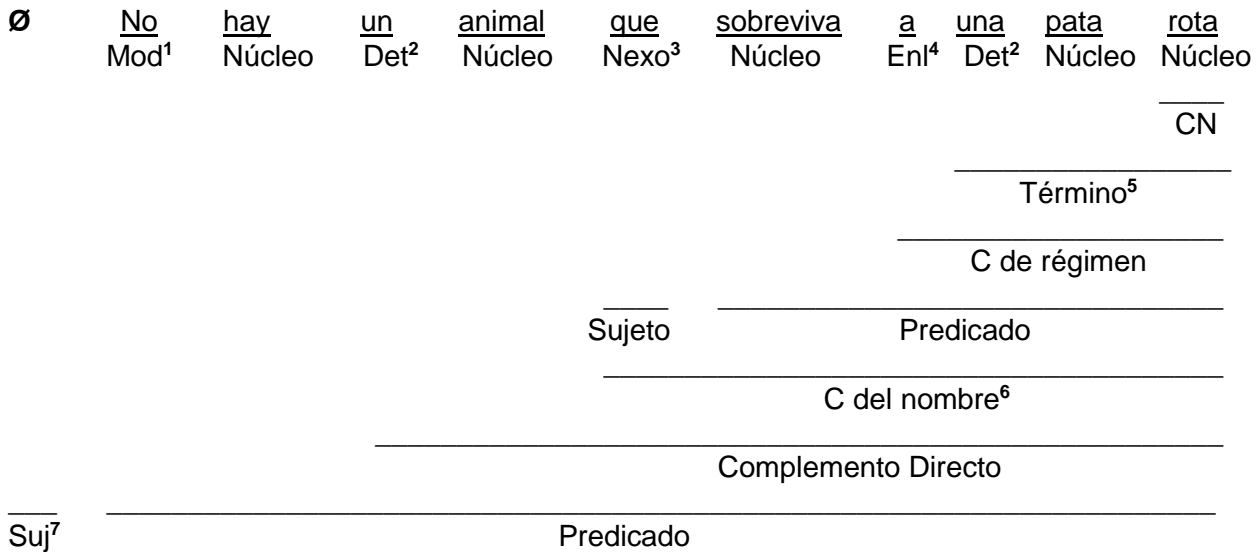 Ø No hay un animal que sobreviva a una pata rota
Mod¹ Núcleo Det² Núcleo Nexo³ Núcleo Enl⁴ Det² Núcleo Núcleo
CN
Término⁵
C de régimen
Sujeto Predicado
C del nombre⁶
Complemento Directo
Suj⁷ Predicado